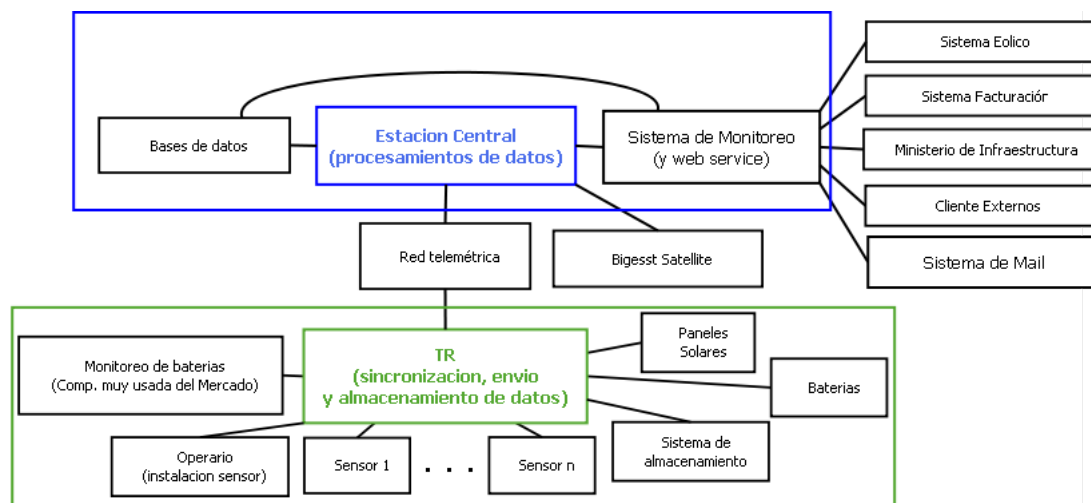 Sistema Eolico
Sistema Facturación
Estacion Central
(procesamientos de datos)
Bases de datos
Sistema de Monitoreo
(y web service)
Ministerio de Infraestructura
Cliente Externos
Red telemétrica
Bigesst Satellite
Sistema de Mail
Paneles
Solares
TR
(sincronizacion, envio
y almacenamiento de datos)
Monitoreo de baterias
(Comp. muy usada del Mercado)
Baterias
Operario
(instalacion sensor)
Sensor 1
. . .
Sensor n
Sistema de
almacenamiento